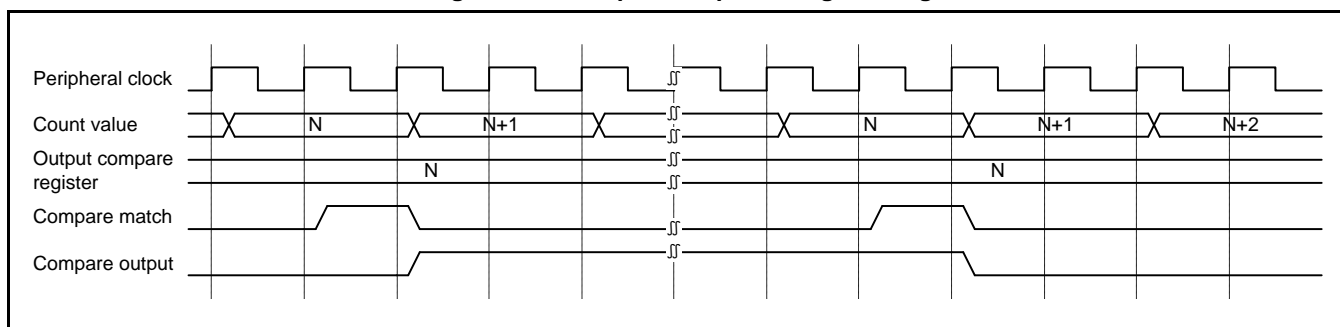 Peripheral clock
Count value
N
N+1
N
N+1
N+2
Output compare
register
N
N
Compare match
Compare output